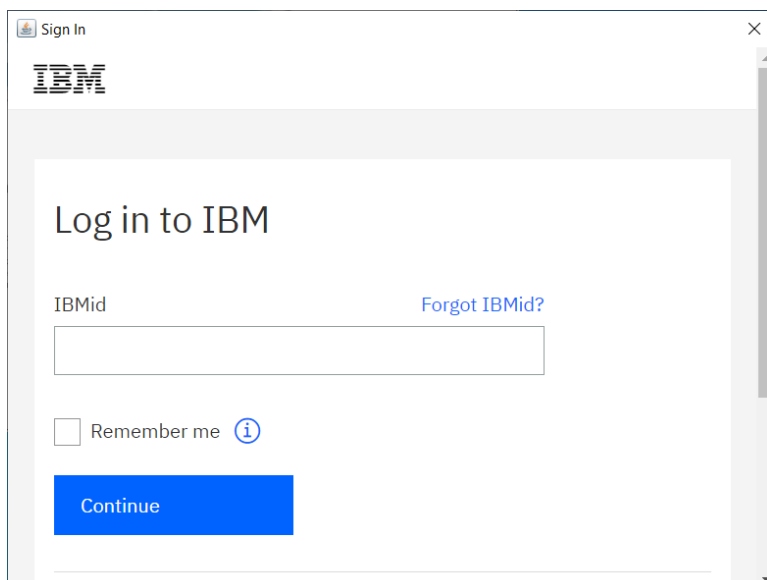 Sign In
IBM
Log in to IBM
IBMid Forgot IBMid?
Remember me
Continue